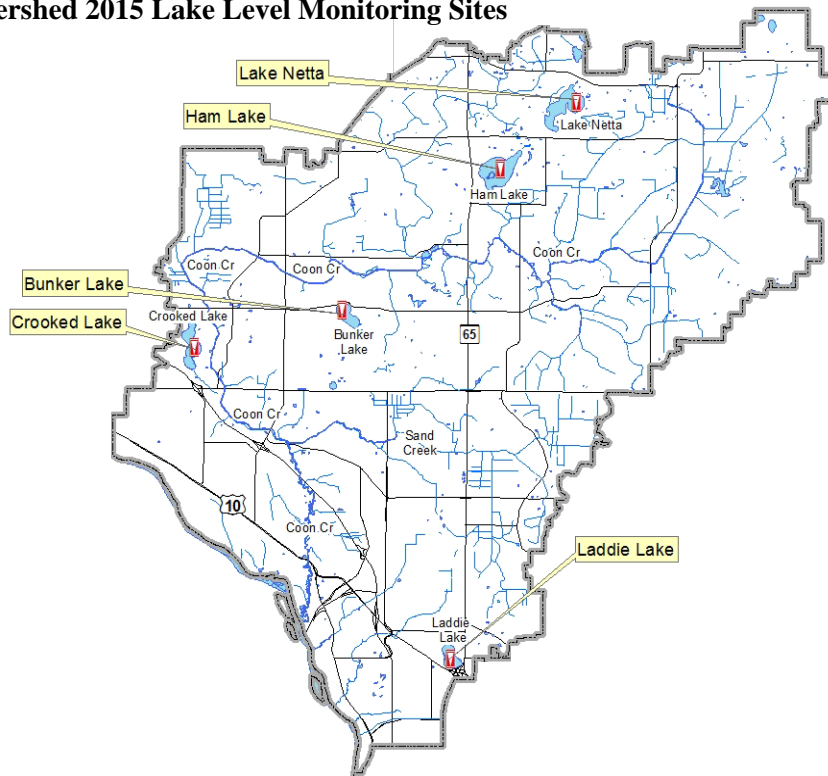 ershed 2015 Lake Level Monitoring Sites
Lake Netta
Lake Netta
Ham Lake
Ham Lake
Coon Cr
Coon Cr
Coon Cr
Bunker Lake
Crooked Lake
Crooked Lake
Bunker
Lake
65
Coon Cr
Sand
Creek
10
Coon Cr
Laddie Lake
Laddie
Lake